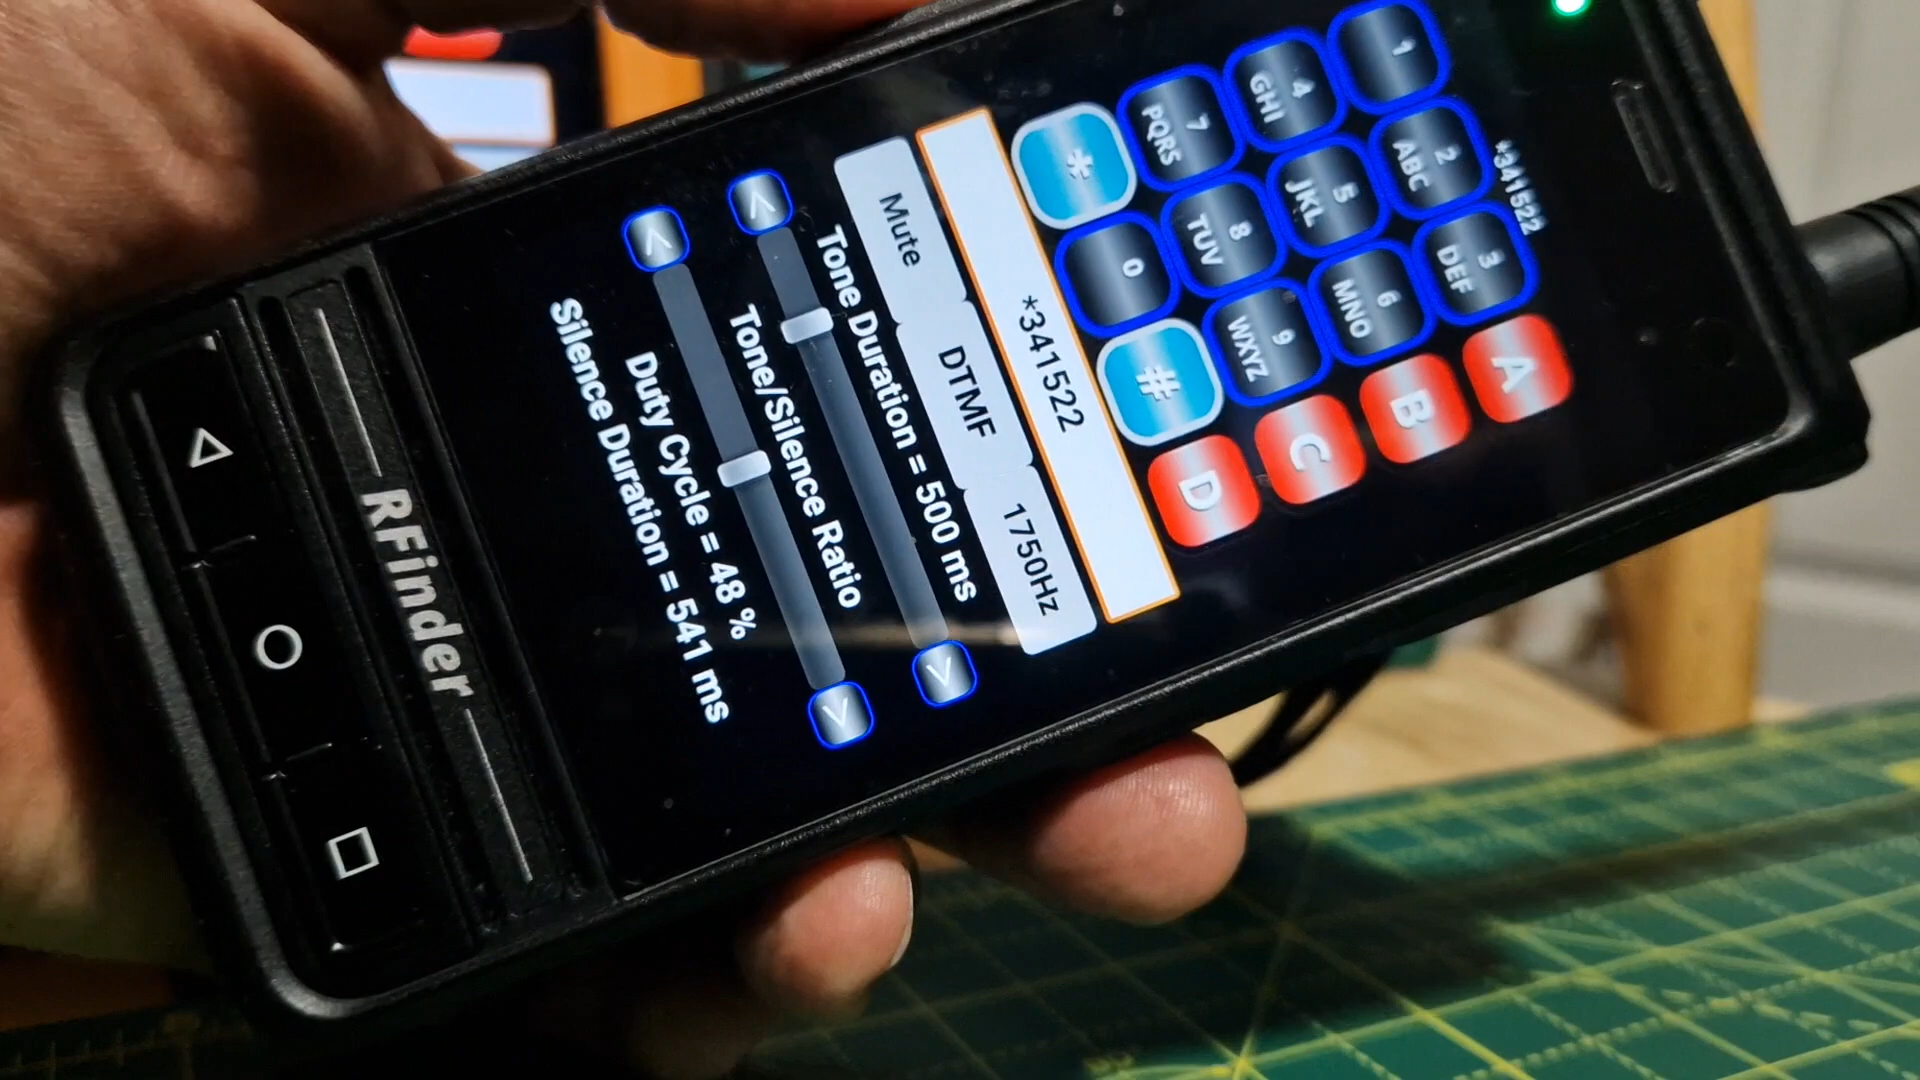 *341522
1
2
ABC
3
DEF
A
4
GHI
5
JKL
6
MNO
B
7
PQRS
8
TUV
9
WXYZ
C
*
0
#
D
*341522
Mute
DTMF
1750Hz
Tone Duration = 500 ms
< >
Tone/Silence Ratio
< >
Duty Cycle = 48 %
Silence Duration = 541 ms
RFinder